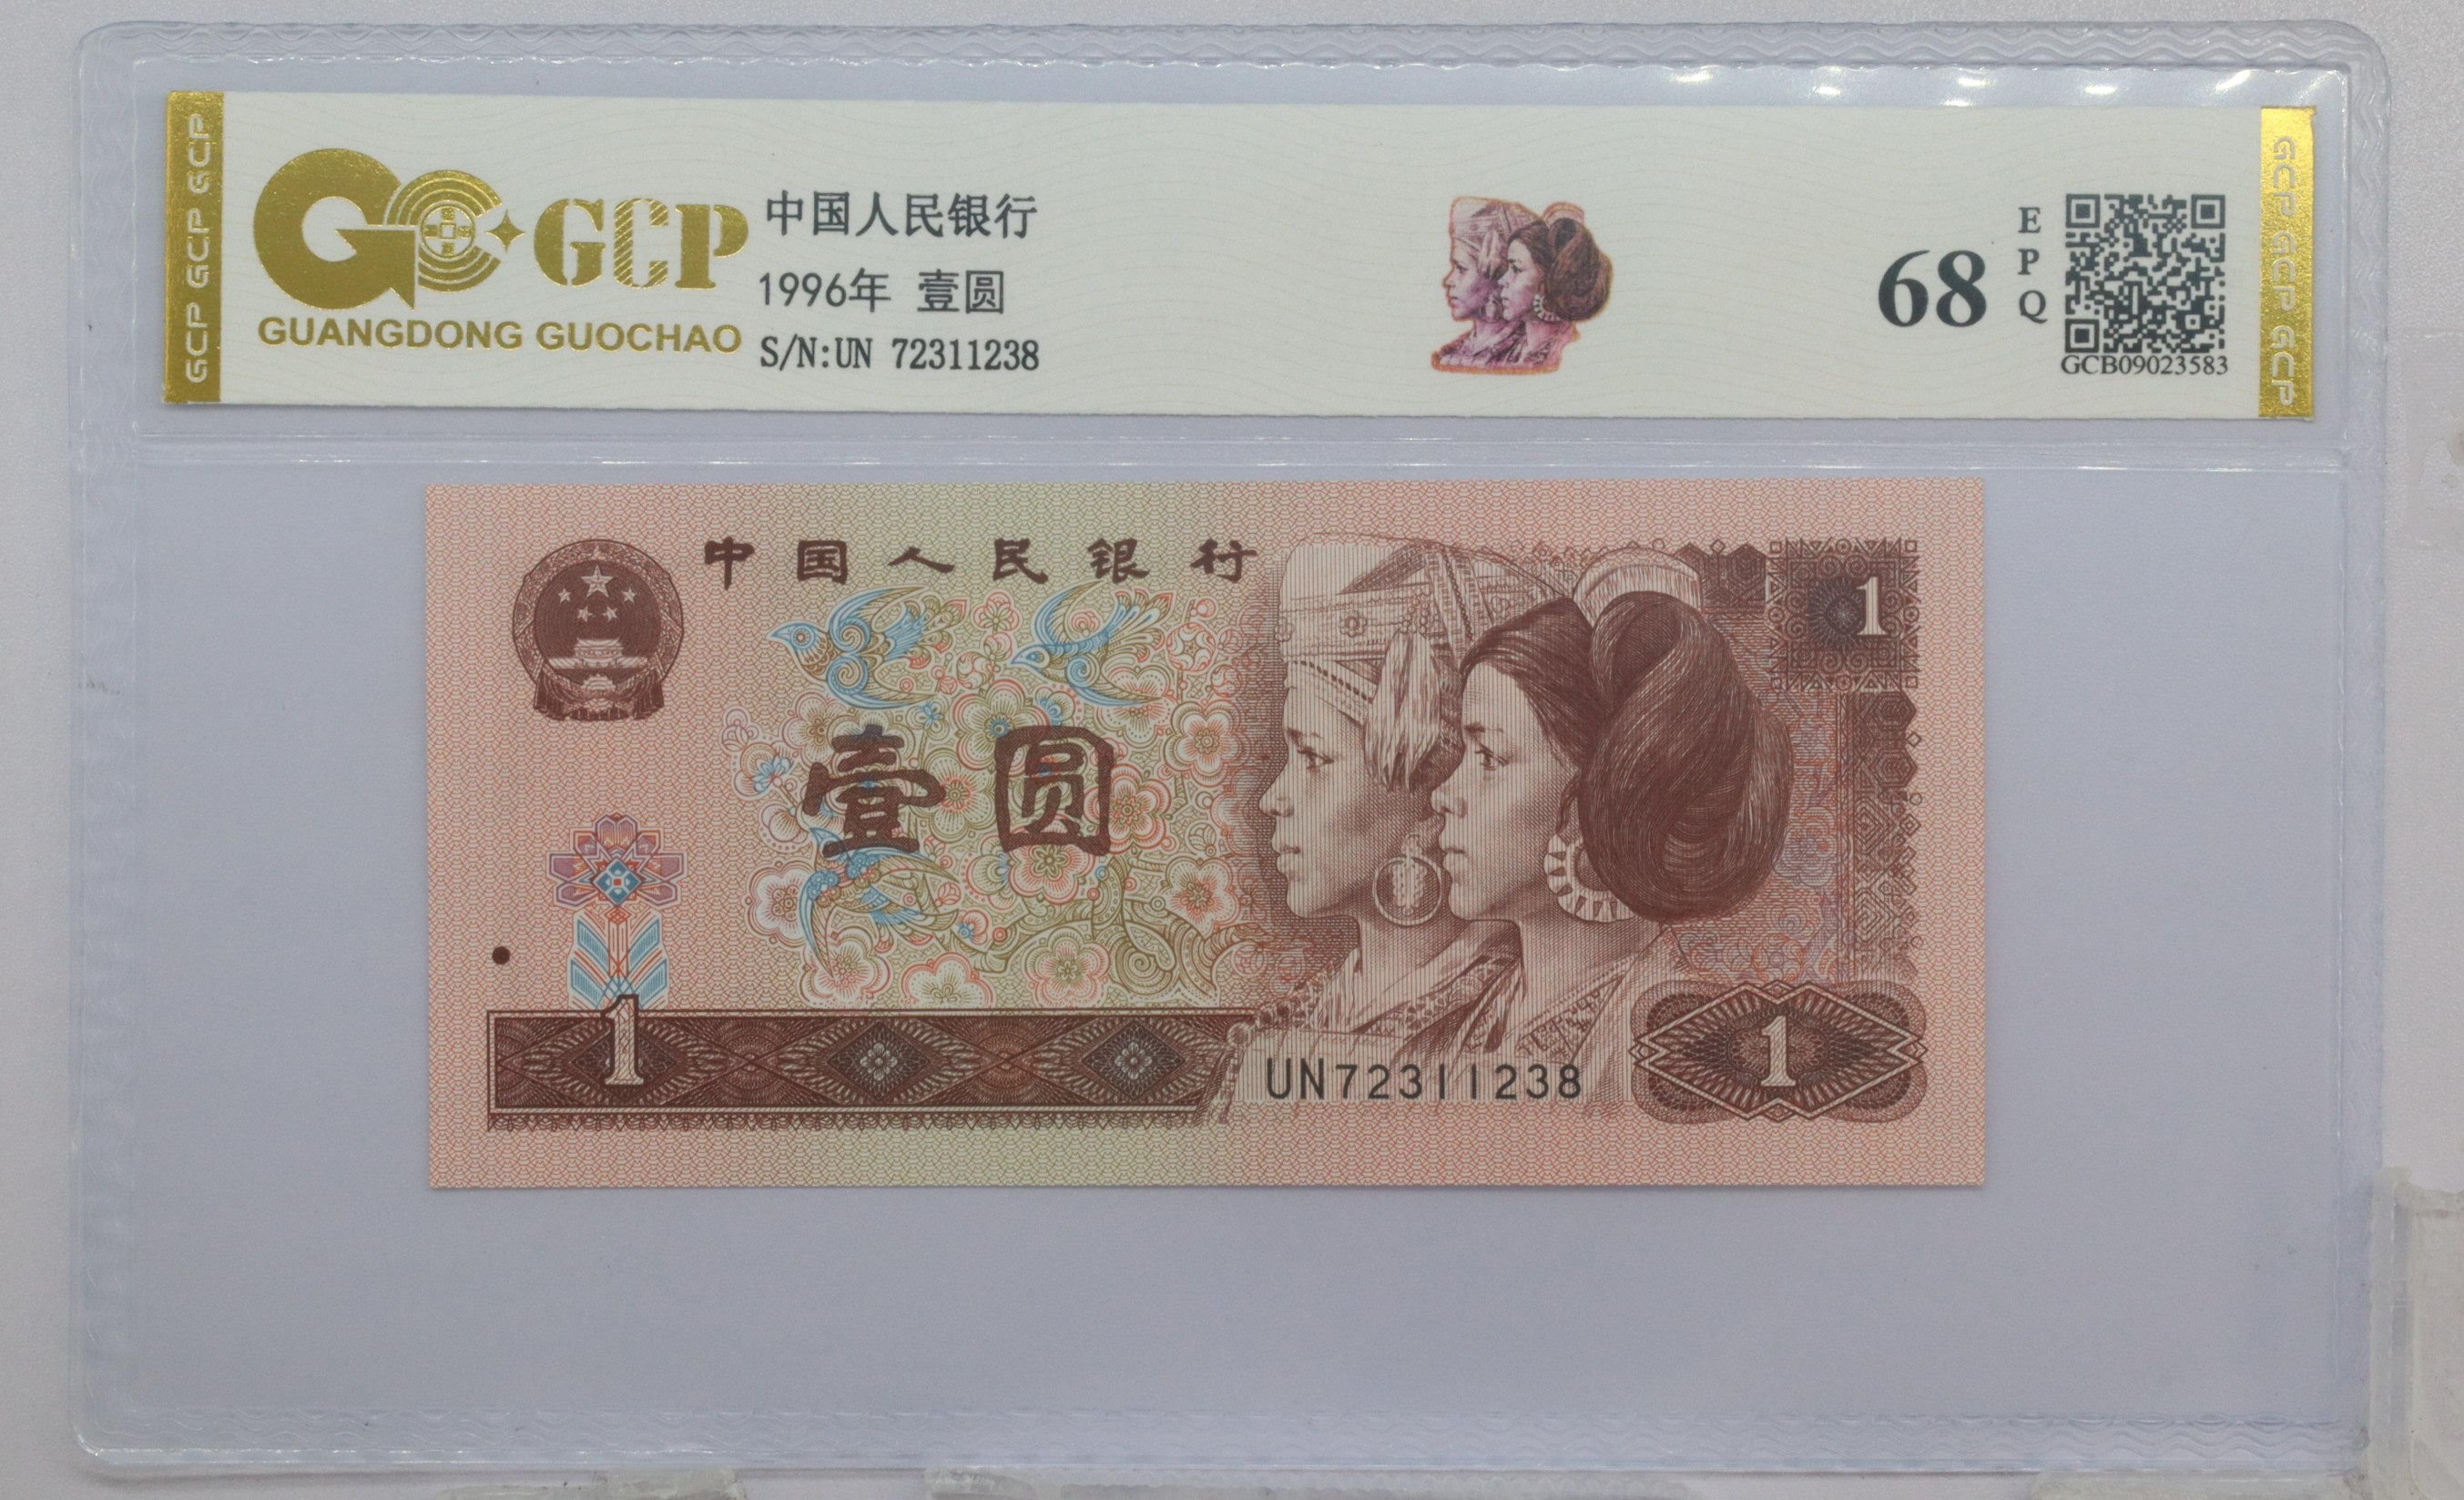 GCP GCP GCP
GCP
GUANGDONG GUOCHAO
中国人民银行
1996年 壹圆
S/N:UN 72311238
68
EPQ
GCB09023583
GCP GCP GCP
中国人民银行
1
壹圆
1
UN72311238
1